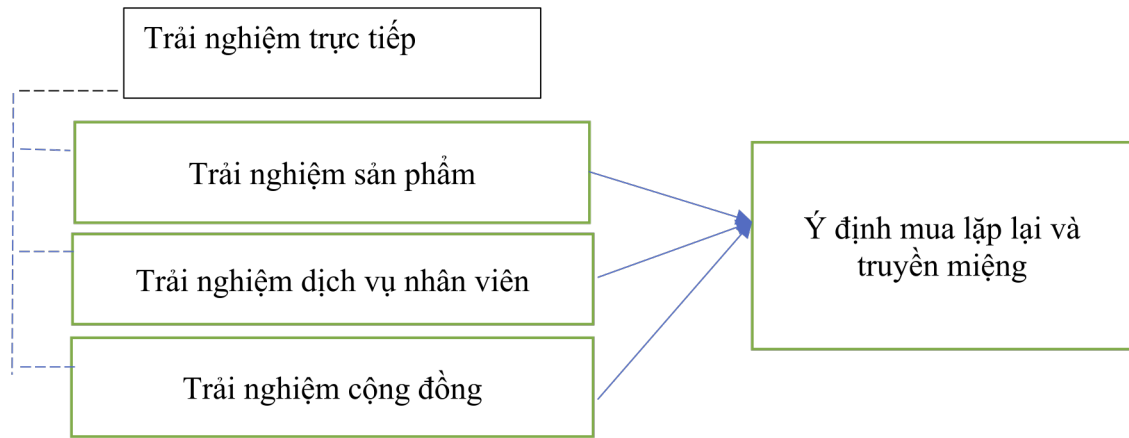 Trải nghiệm trực tiếp
Trải nghiệm sản phẩm
Trải nghiệm dịch vụ nhân viên
Trải nghiệm cộng đồng
Ý định mua lặp lại và
truyền miệng